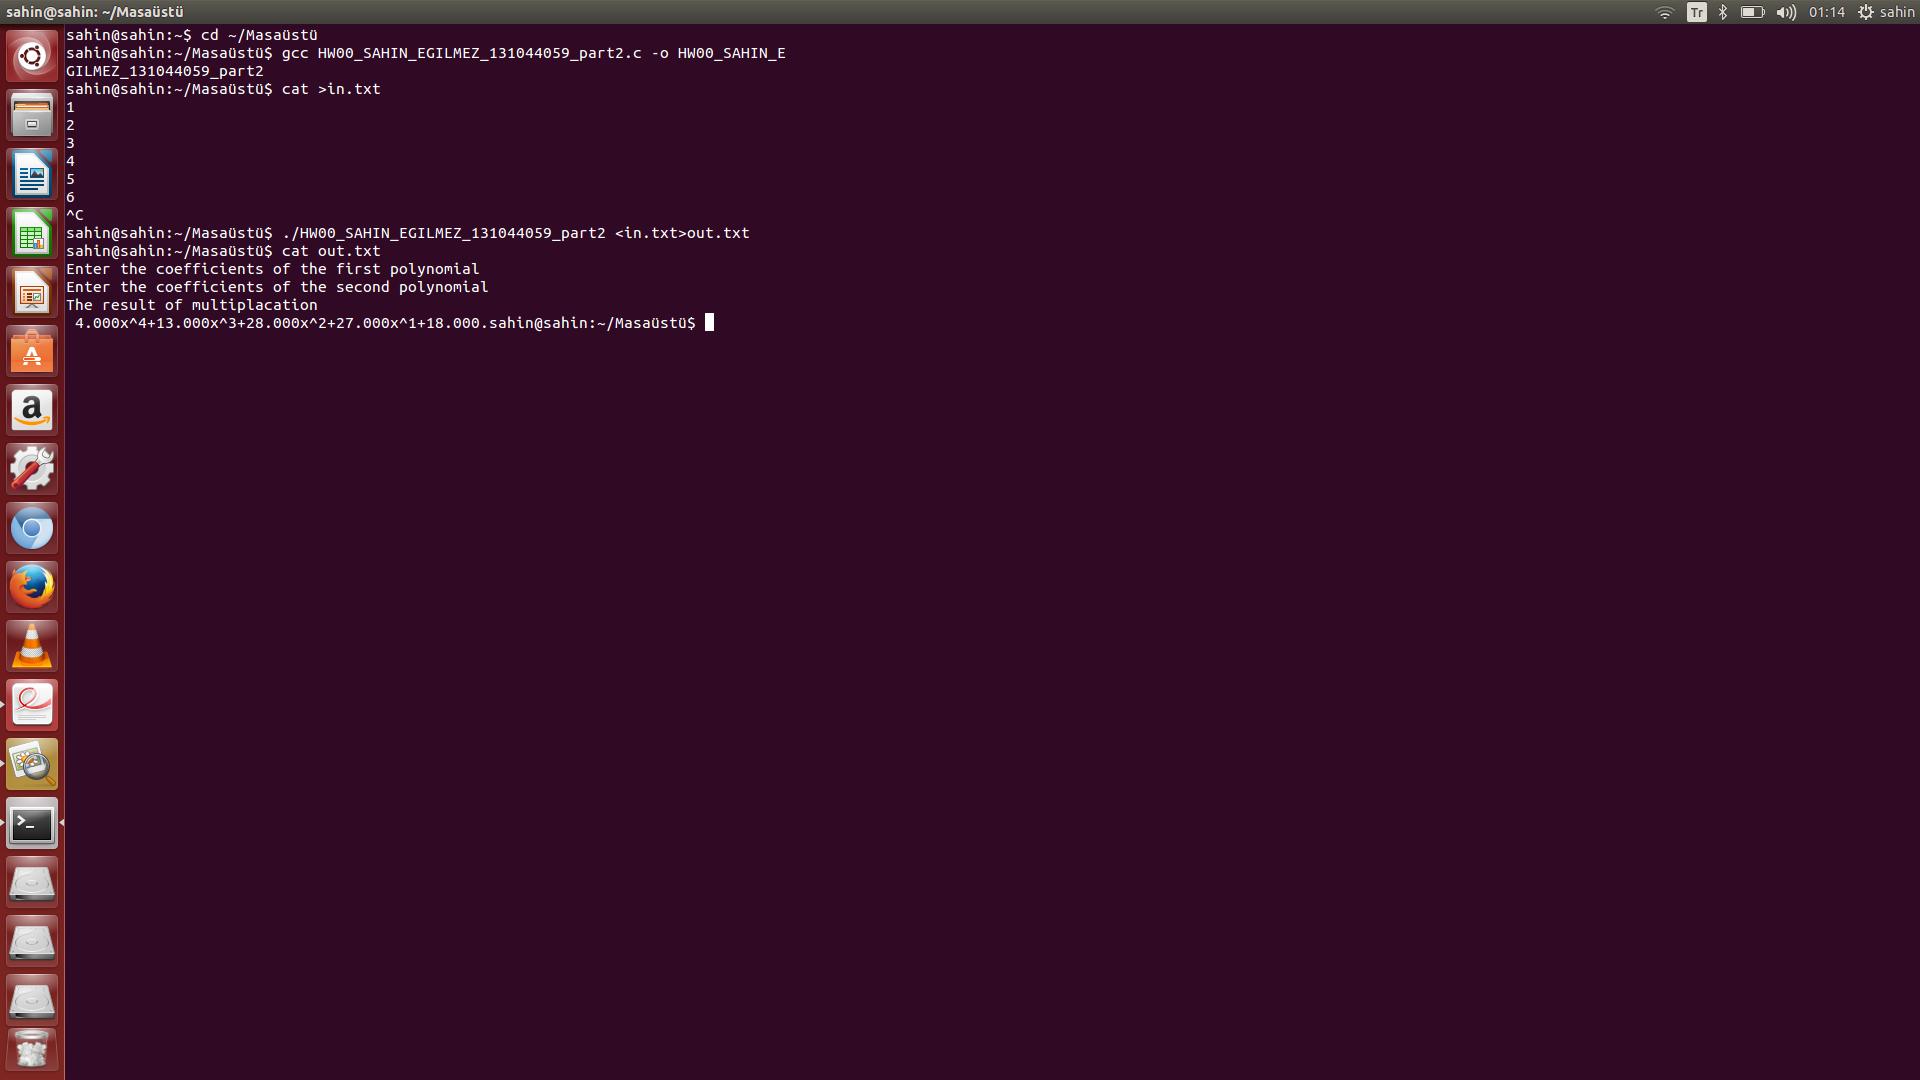 sahin@sahin: ~/Masaüstü
Tr
01:14
sahin
sahin@sahin:~$ cd ~/Masaüstü
sahin@sahin:~/Masaüstü$ gcc HW00_SAHIN_EGILMEZ_131044059_part2.c -o HW00_SAHIN_E
GILMEZ_131044059_part2
sahin@sahin:~/Masaüstü$ cat >in.txt
1
2
3
4
5
6
^C
sahin@sahin:~/Masaüstü$ ./HW00_SAHIN_EGILMEZ_131044059_part2 <in.txt>out.txt
sahin@sahin:~/Masaüstü$ cat out.txt
Enter the coefficients of the first polynomial
Enter the coefficients of the second polynomial
The result of multiplacation
 4.000x^4+13.000x^3+28.000x^2+27.000x^1+18.000.sahin@sahin:~/Masaüstü$